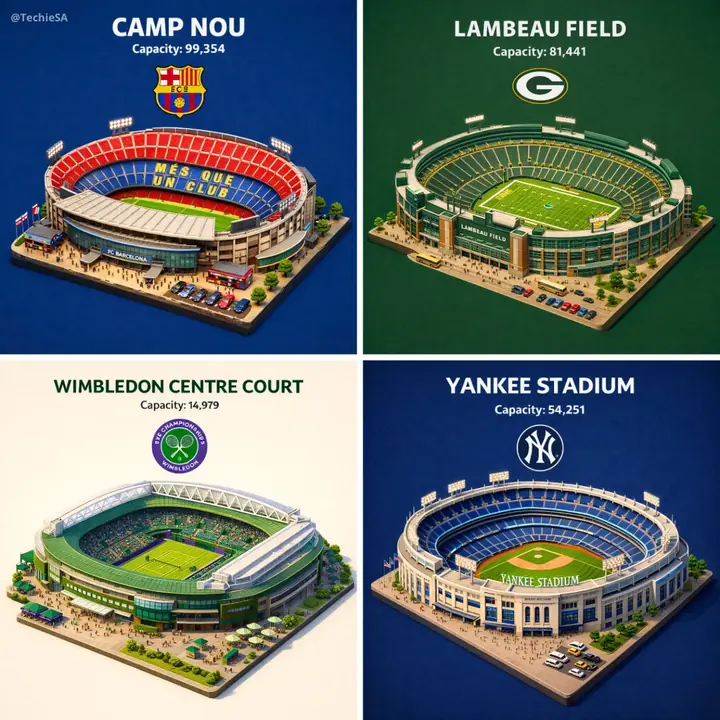 @TechieSA
CAMP NOU
Capacity: 99,354
MÉS QUE
UN CLUB
FC BARCELONA
LAMBEAU FIELD
Capacity: 81,441
G
LAMBEAU FIELD
WIMBLEDON CENTRE COURT
Capacity: 14,979
CHAMPIONSHIPS
WIMBLEDON
YANKEE STADIUM
Capacity: 54,251
NY
YANKEE STADIUM